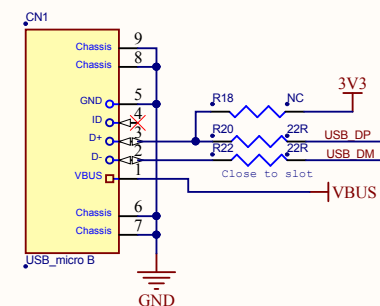 CN1
Chassis 9
Chassis 8
GND 5
ID 4
D+ 3
D- 2
VBUS 1
Chassis 6
Chassis 7
USB_micro B
R18 NC
3V3
R20 22R USB_DP
R22 22R USB_DM
Close to slot
VBUS
GND